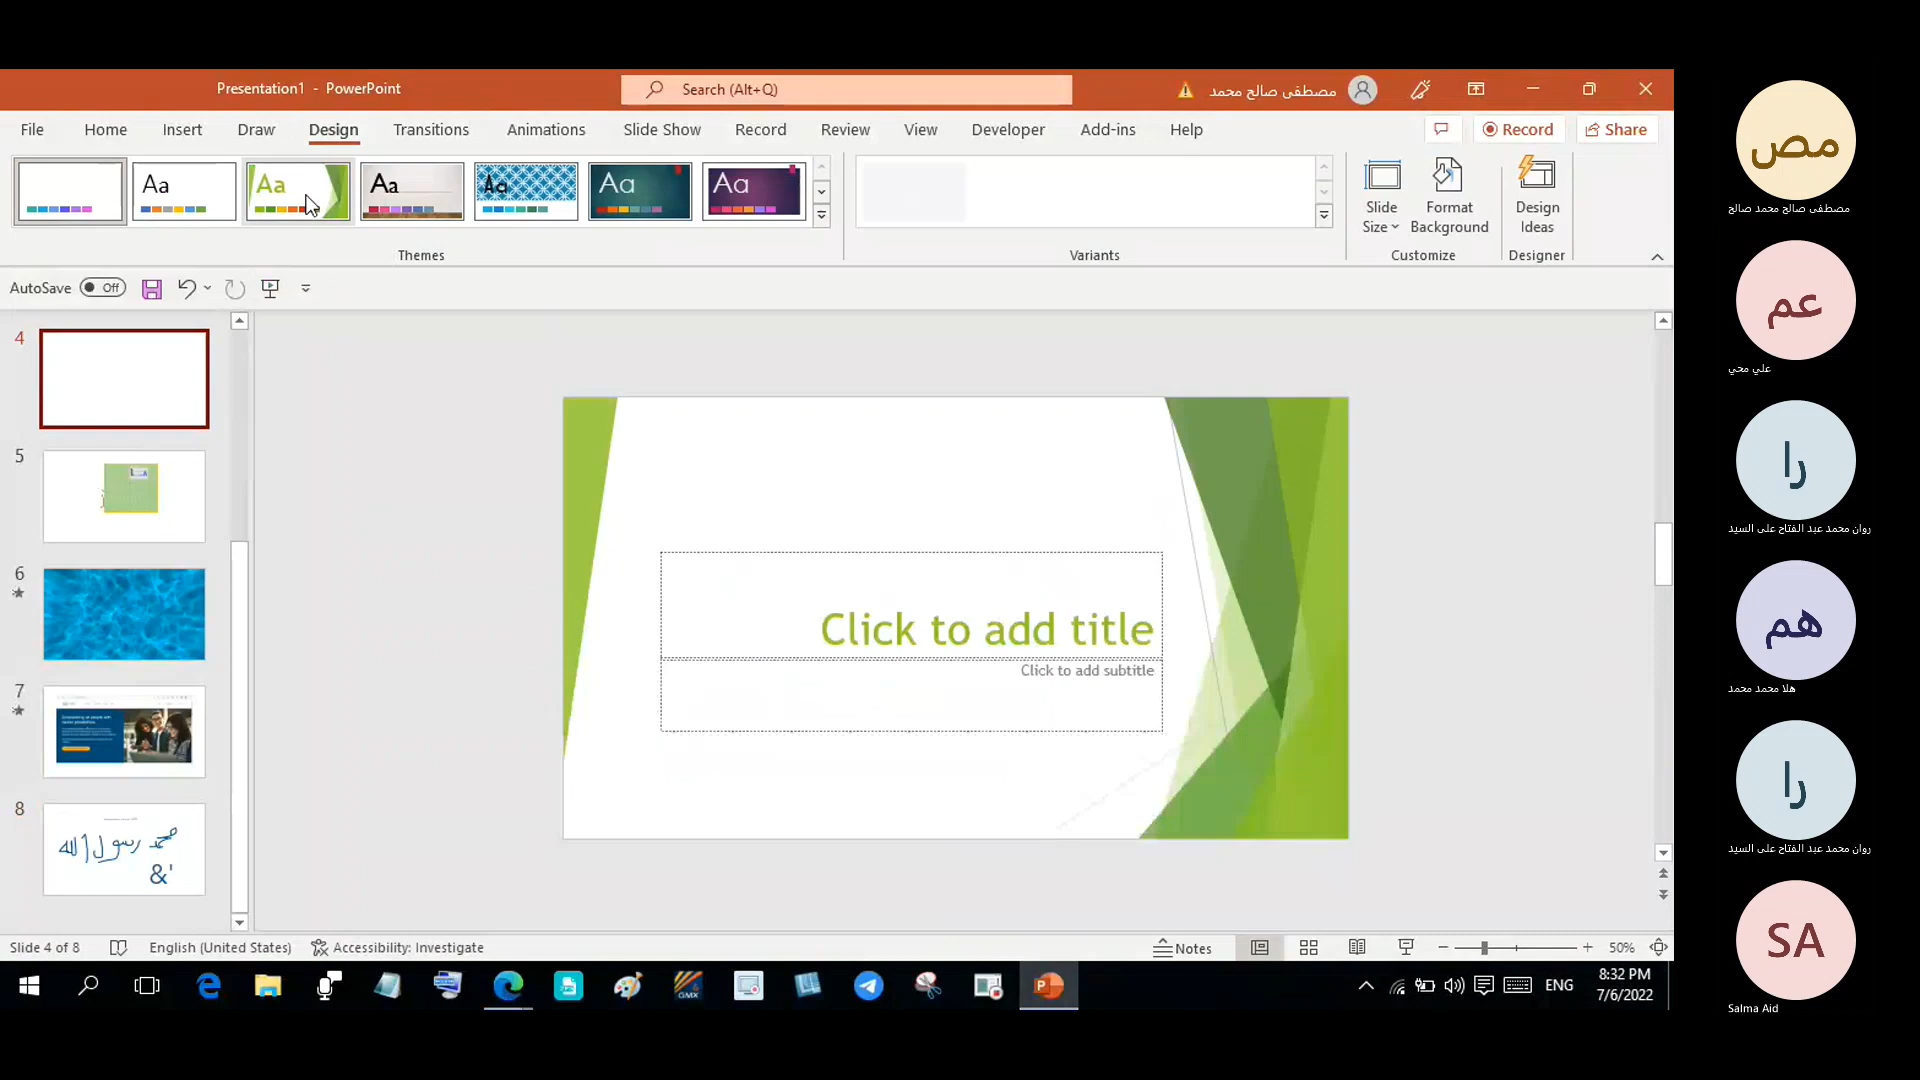 Presentation1 - PowerPoint
Search (Alt+Q)
مصطفى صالح محمد
File Home Insert Draw Design Transitions Animations Slide Show Record Review View Developer Add-ins Help
Record
Share
Aa Aa Aa Aa Aa Aa
Slide Size
Format Background
Design Ideas
Themes
Variants
Customize
Designer
AutoSave Off
4
5
6
7
8
محمد رسول الله
&'
Click to add title
Click to add subtitle
Slide 4 of 8
English (United States)
Accessibility: Investigate
Notes
50%
GMX
ENG
8:32 PM
7/6/2022
مص
مصطفى صالح محمد صالح
عم
علي محي
را
روان محمد عبد الفتاح على السيد
هم
هلا محمد محمد
را
روان محمد عبد الفتاح على السيد
SA
Salma Aid